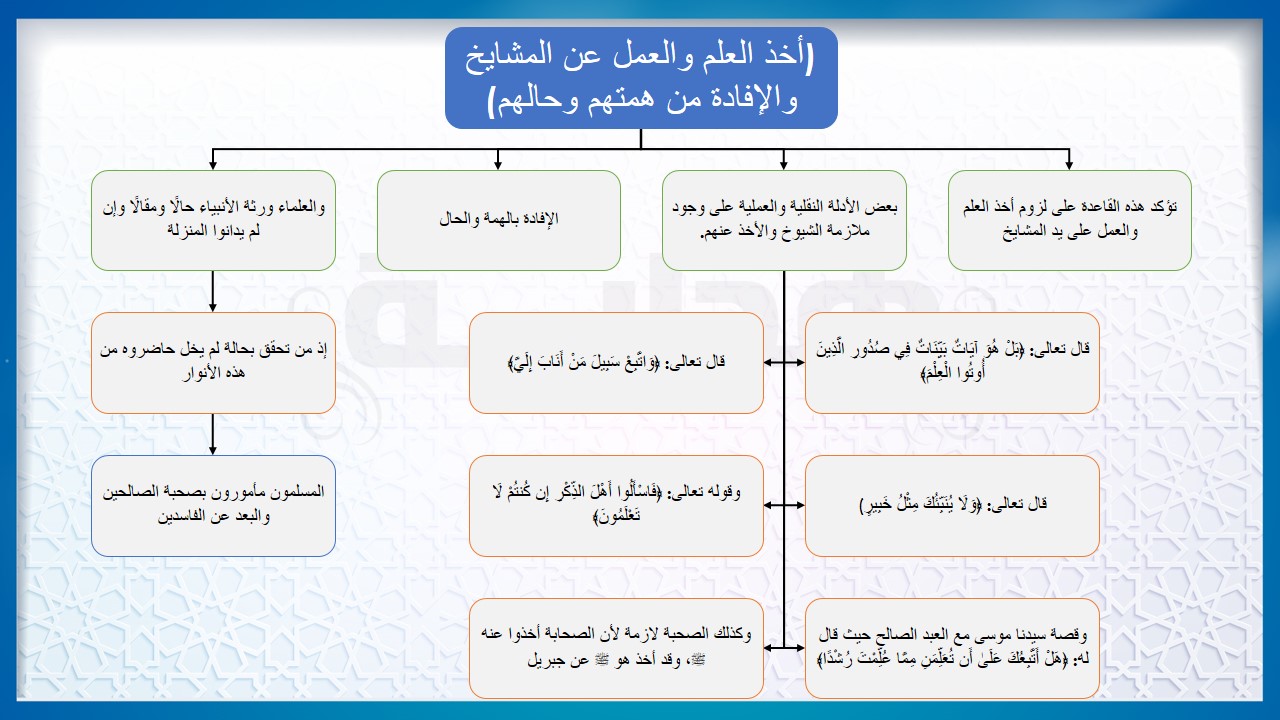 (أخذ العلم والعمل عن المشايخ
والإفادة من همتهم وحالهم)
تؤكد هذه القاعدة على لزوم أخذ العلم
والعمل على يد المشايخ
بعض الأدلة النقلية والعملية على وجود
ملازمة الشيوخ والأخذ عنهم.
الإفادة بالهمة والحال
والعلماء ورثة الأنبياء حالًا ومقالًا وإن
لم يدانوا المنزلة
قال تعالى: ﴿بَلْ هُوَ آيَاتٌ بَيِّنَاتٌ فِي صُدُورِ الَّذِينَ
أُوتُوا الْعِلْمَ﴾
قال تعالى: ﴿وَاتَّبِعْ سَبِيلَ مَنْ أَنَابَ إِلَيَّ﴾
إذ من تحقق بحالة لم يخل حاضروه من
هذه الأنوار
قال تعالى: ﴿وَلَا يُنَبِّئُكَ مِثْلُ خَبِيرٍ)
وقوله تعالى: ﴿فَاسْأَلُوا أَهْلَ الذِّكْرِ إِن كُنتُمْ لَا
تَعْلَمُونَ﴾
المسلمون مأمورون بصحبة الصالحين
والبعد عن الفاسدين
وقصة سيدنا موسى مع العبد الصالح حيث قال
له: ﴿هَلْ أَتَّبِعُكَ عَلَىٰ أَن تُعَلِّمَنِ مِمَّا عُلِّمْتَ رُشْدًا﴾
وكذلك الصحبة لازمة لأن الصحابة أخذوا عنه
ﷺ، وقد أخذ هو ﷺ عن جبريل